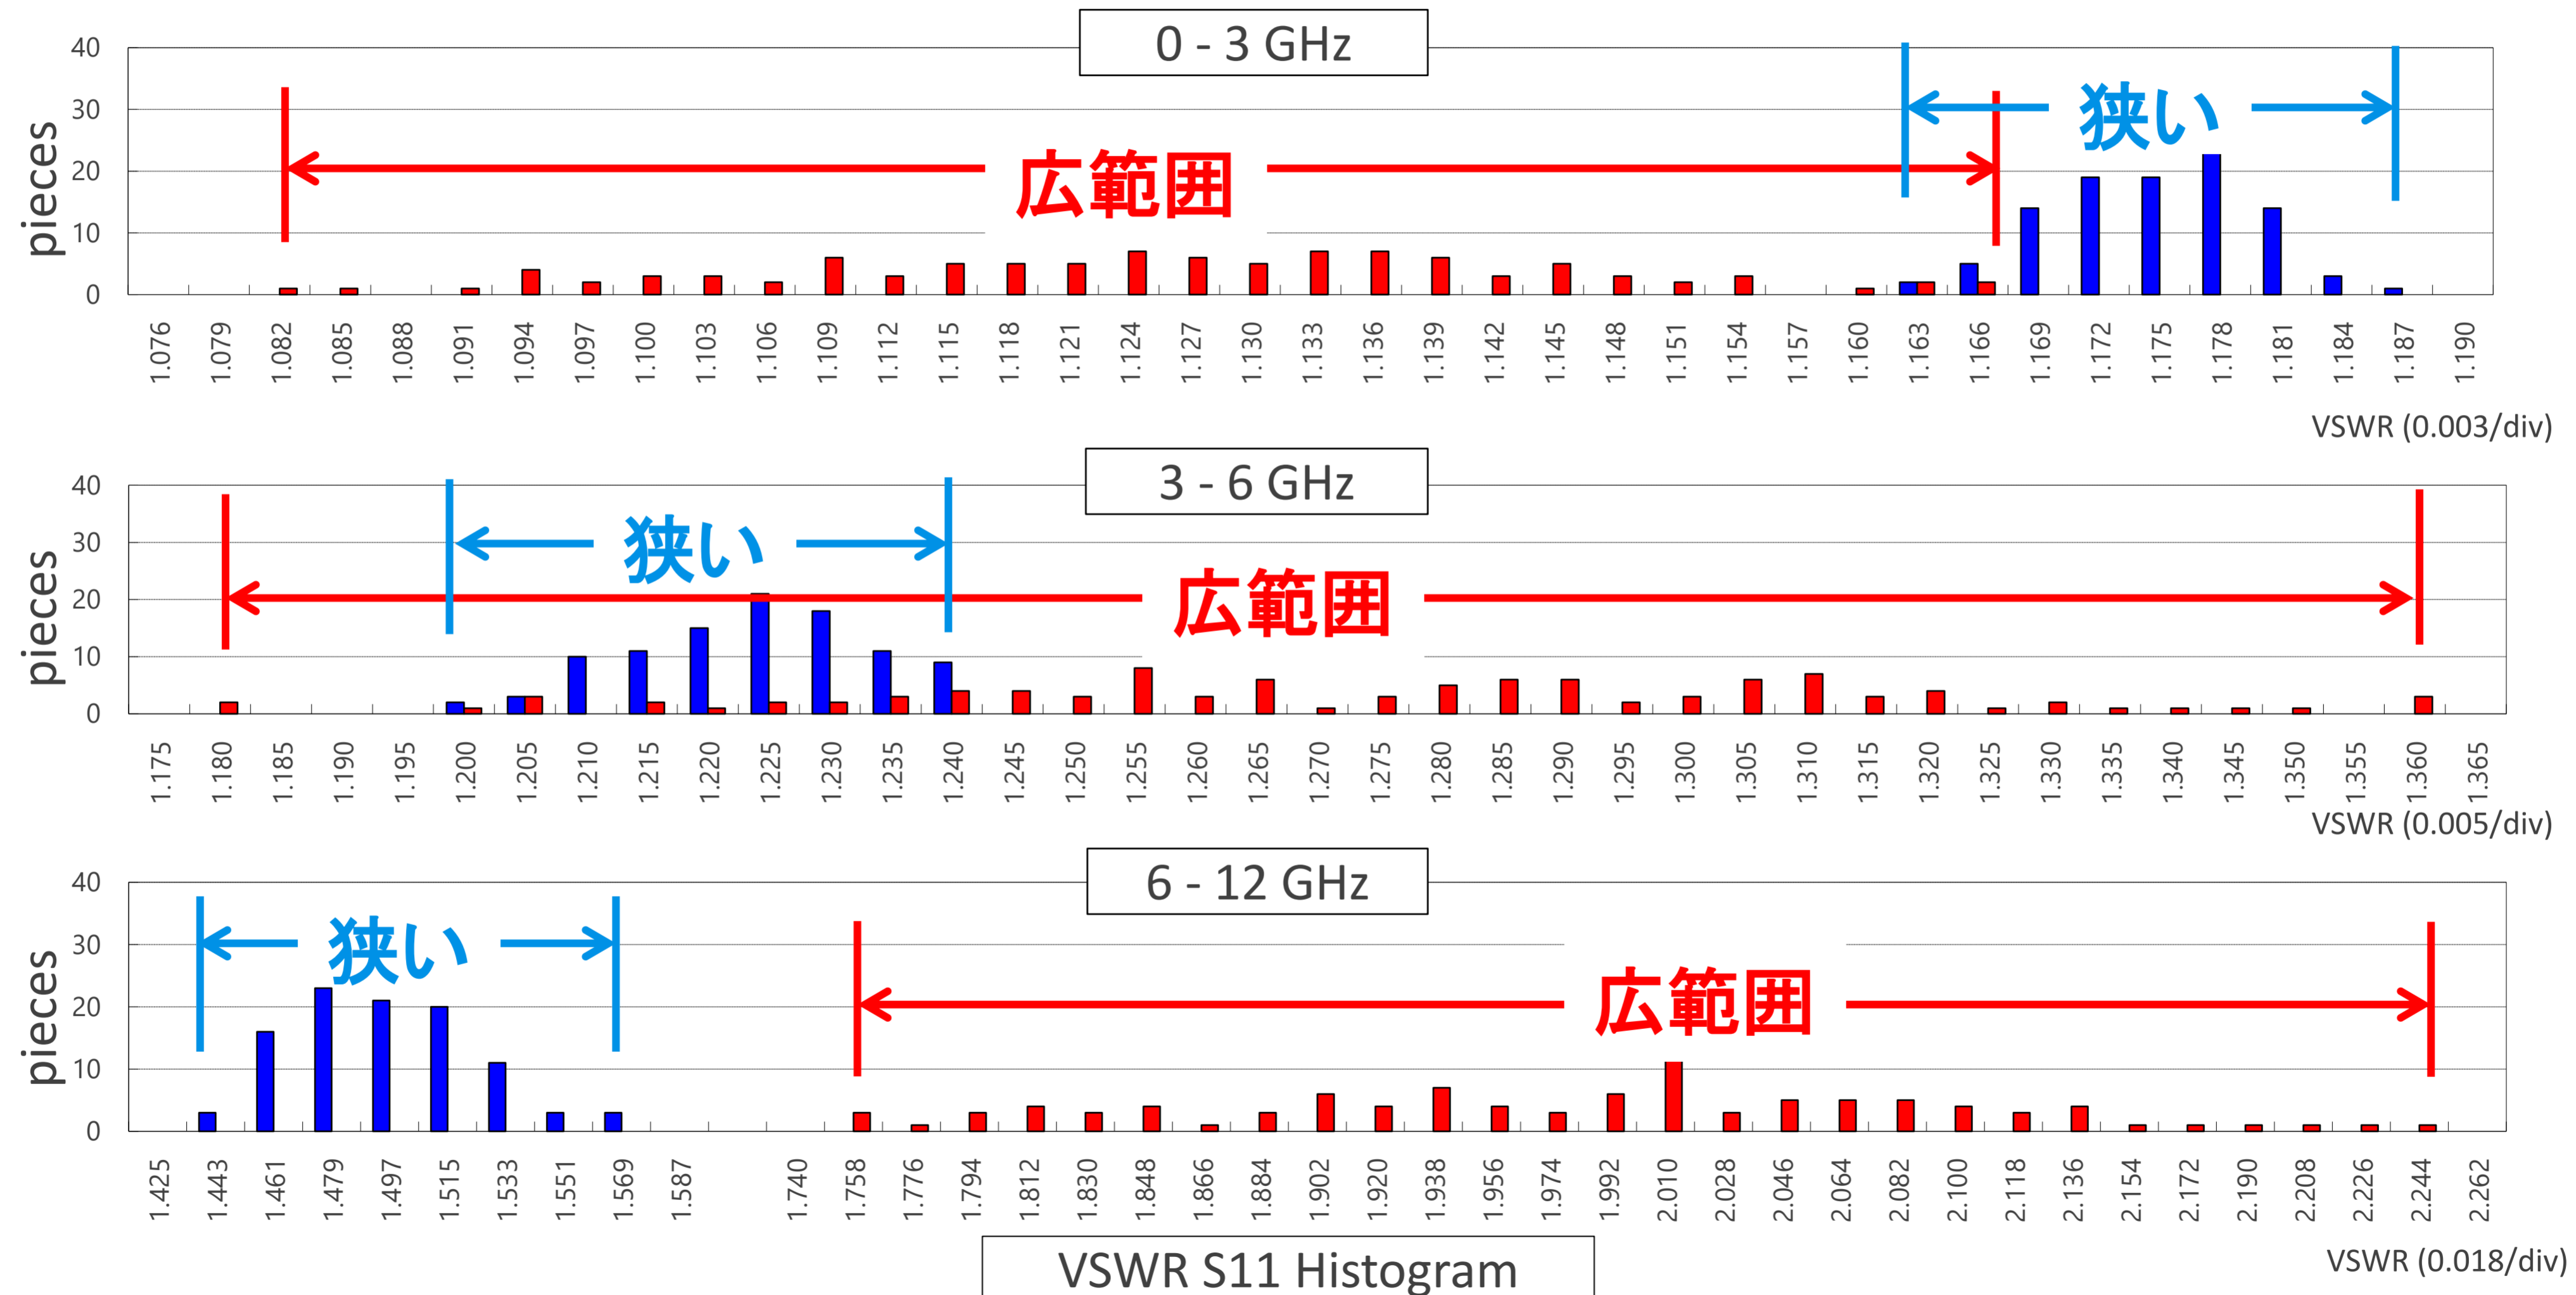 0 - 3 GHz
pieces
40
30
20
10
0
狭い
広範囲
1.076 1.079 1.082 1.085 1.088 1.091 1.094 1.097 1.100 1.103 1.106 1.109 1.112 1.115 1.118 1.121 1.124 1.127 1.130 1.133 1.136 1.139 1.142 1.145 1.148 1.151 1.154 1.157 1.160 1.163 1.166 1.169 1.172 1.175 1.178 1.181 1.184 1.187 1.190
VSWR (0.003/div)
3 - 6 GHz
pieces
40
30
20
10
0
狭い
広範囲
1.175 1.180 1.185 1.190 1.195 1.200 1.205 1.210 1.215 1.220 1.225 1.230 1.235 1.240 1.245 1.250 1.255 1.260 1.265 1.270 1.275 1.280 1.285 1.290 1.295 1.300 1.305 1.310 1.315 1.320 1.325 1.330 1.335 1.340 1.345 1.350 1.355 1.360 1.365
VSWR (0.005/div)
6 - 12 GHz
pieces
40
30
20
10
0
狭い
広範囲
1.425 1.443 1.461 1.479 1.497 1.515 1.533 1.551 1.569 1.587 1.740 1.758 1.776 1.794 1.812 1.830 1.848 1.866 1.884 1.902 1.920 1.938 1.956 1.974 1.992 2.010 2.028 2.046 2.064 2.082 2.100 2.118 2.136 2.154 2.172 2.190 2.208 2.226 2.244 2.262
VSWR (0.018/div)
VSWR S11 Histogram